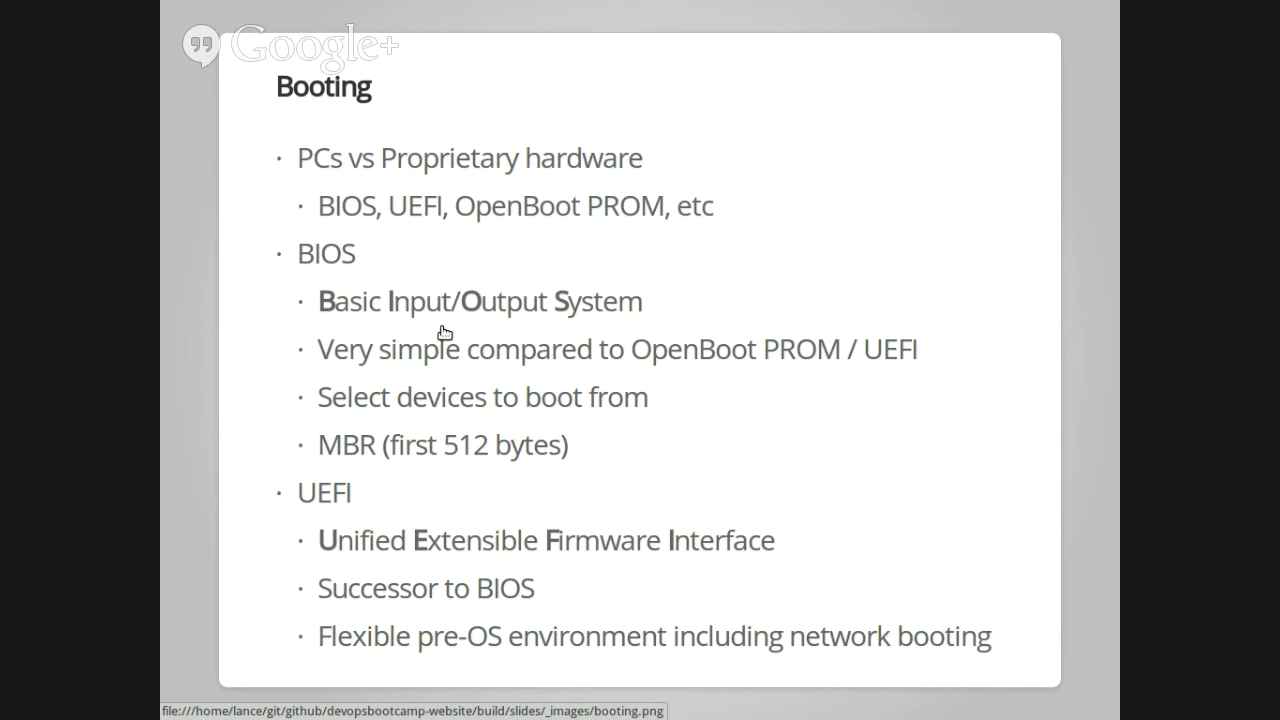 Google+
Booting
· PCs vs Proprietary hardware
· BIOS, UEFI, OpenBoot PROM, etc
· BIOS
· Basic Input/Output System
· Very simple compared to OpenBoot PROM / UEFI
· Select devices to boot from
· MBR (first 512 bytes)
· UEFI
· Unified Extensible Firmware Interface
· Successor to BIOS
· Flexible pre-OS environment including network booting
file:///home/lance/git/github/devopsbootcamp-website/build/slides/_images/booting.png